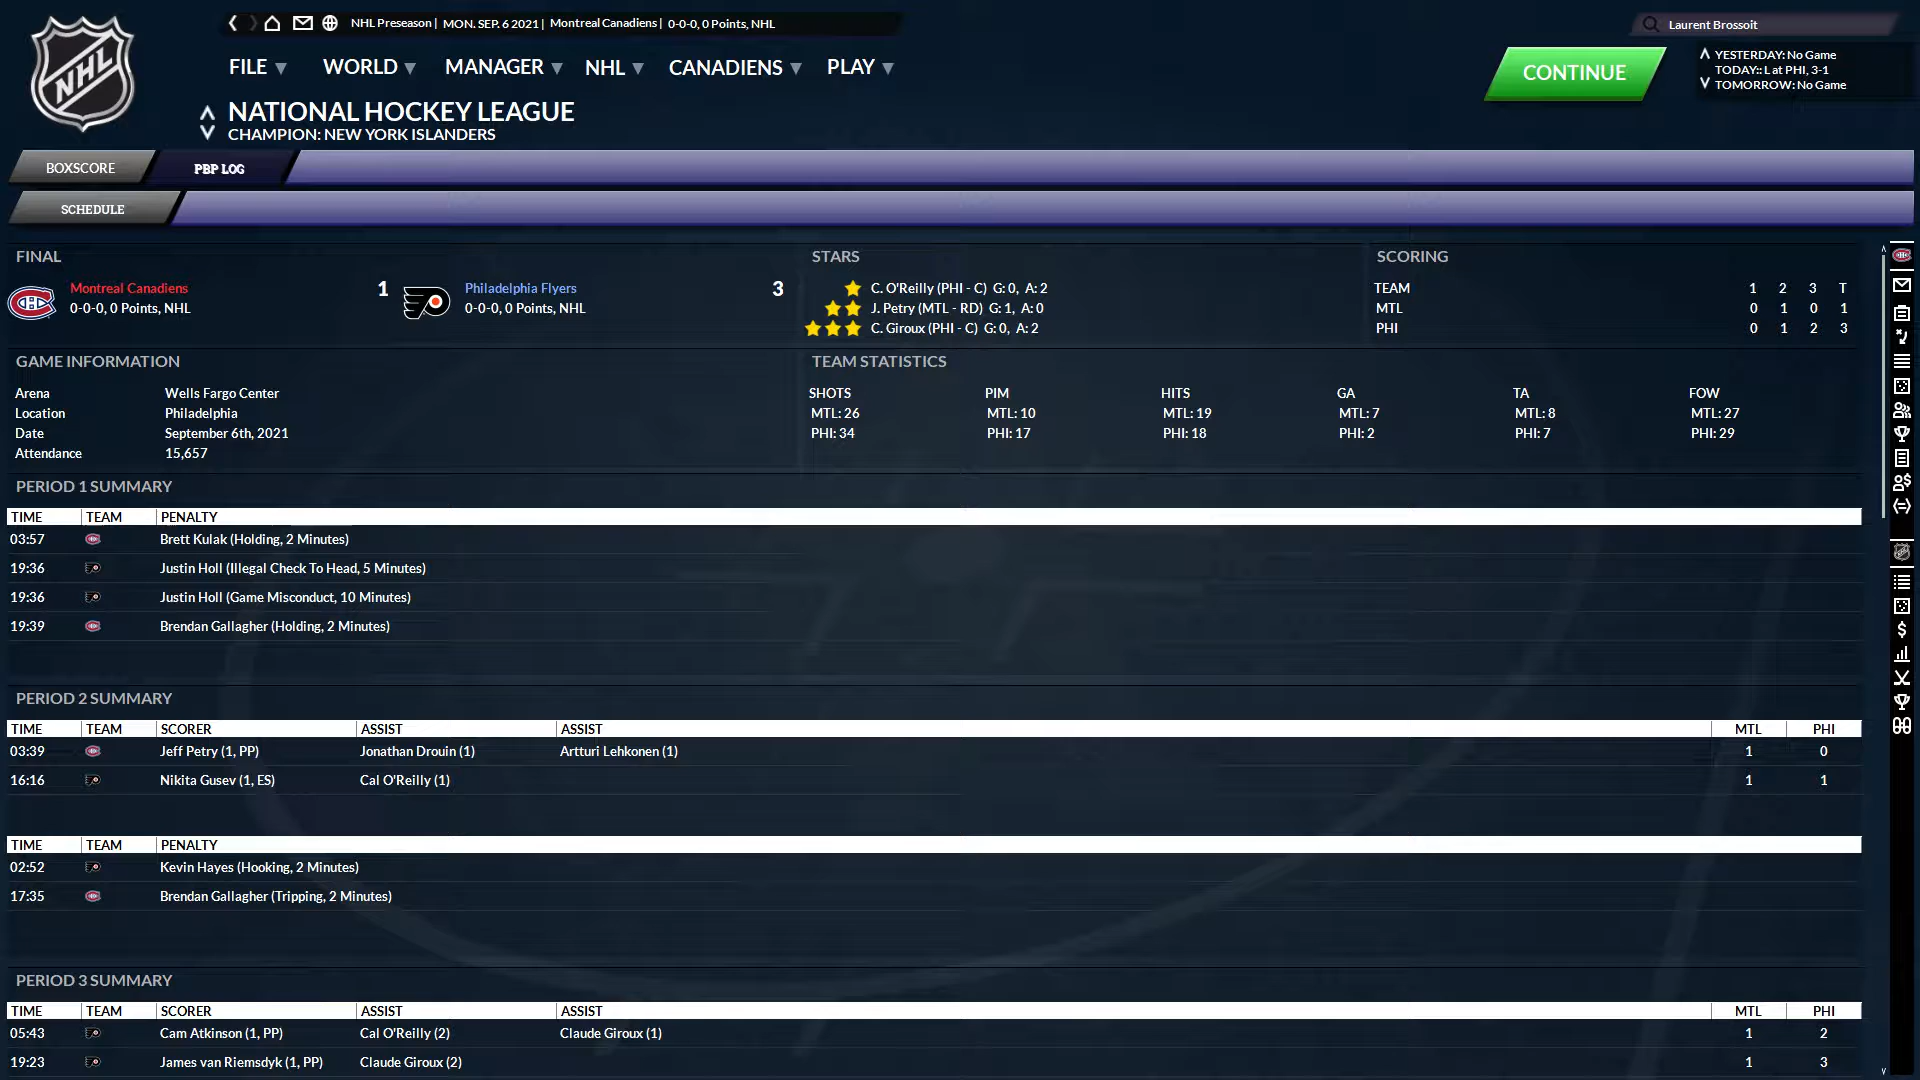 NHL Preseason | MON. SEP. 6 2021 | Montreal Canadiens | 0-0-0, 0 Points, NHL
Laurent Brossoit
NHL
FILE WORLD MANAGER NHL CANADIENS PLAY
CONTINUE
YESTERDAY: No Game
TODAY:: L at PHI, 3-1
TOMORROW: No Game
NATIONAL HOCKEY LEAGUE
CHAMPION: NEW YORK ISLANDERS
BOXSCORE PBP LOG
SCHEDULE
FINAL
Montreal Canadiens 1 Philadelphia Flyers 3
0-0-0, 0 Points, NHL 0-0-0, 0 Points, NHL
STARS
C. O'Reilly (PHI - C) G: 0, A: 2
J. Petry (MTL - RD) G: 1, A: 0
C. Giroux (PHI - C) G: 0, A: 2
SCORING
TEAM 1 2 3 T
MTL 0 1 0 1
PHI 0 1 2 3
GAME INFORMATION
Arena Wells Fargo Center
Location Philadelphia
Date September 6th, 2021
Attendance 15,657
TEAM STATISTICS
SHOTS PIM HITS GA TA FOW
MTL: 26 MTL: 10 MTL: 19 MTL: 7 MTL: 8 MTL: 27
PHI: 34 PHI: 17 PHI: 18 PHI: 2 PHI: 7 PHI: 29
PERIOD 1 SUMMARY
TIME TEAM PENALTY
03:57 Brett Kulak (Holding, 2 Minutes)
19:36 Justin Holl (Illegal Check To Head, 5 Minutes)
19:36 Justin Holl (Game Misconduct, 10 Minutes)
19:39 Brendan Gallagher (Holding, 2 Minutes)
PERIOD 2 SUMMARY
TIME TEAM SCORER ASSIST ASSIST MTL PHI
03:39 Jeff Petry (1, PP) Jonathan Drouin (1) Artturi Lehkonen (1) 1 0
16:16 Nikita Gusev (1, ES) Cal O'Reilly (1) 1 1
TIME TEAM PENALTY
02:52 Kevin Hayes (Hooking, 2 Minutes)
17:35 Brendan Gallagher (Tripping, 2 Minutes)
PERIOD 3 SUMMARY
TIME TEAM SCORER ASSIST ASSIST MTL PHI
05:43 Cam Atkinson (1, PP) Cal O'Reilly (2) Claude Giroux (1) 1 2
19:23 James van Riemsdyk (1, PP) Claude Giroux (2) 1 3